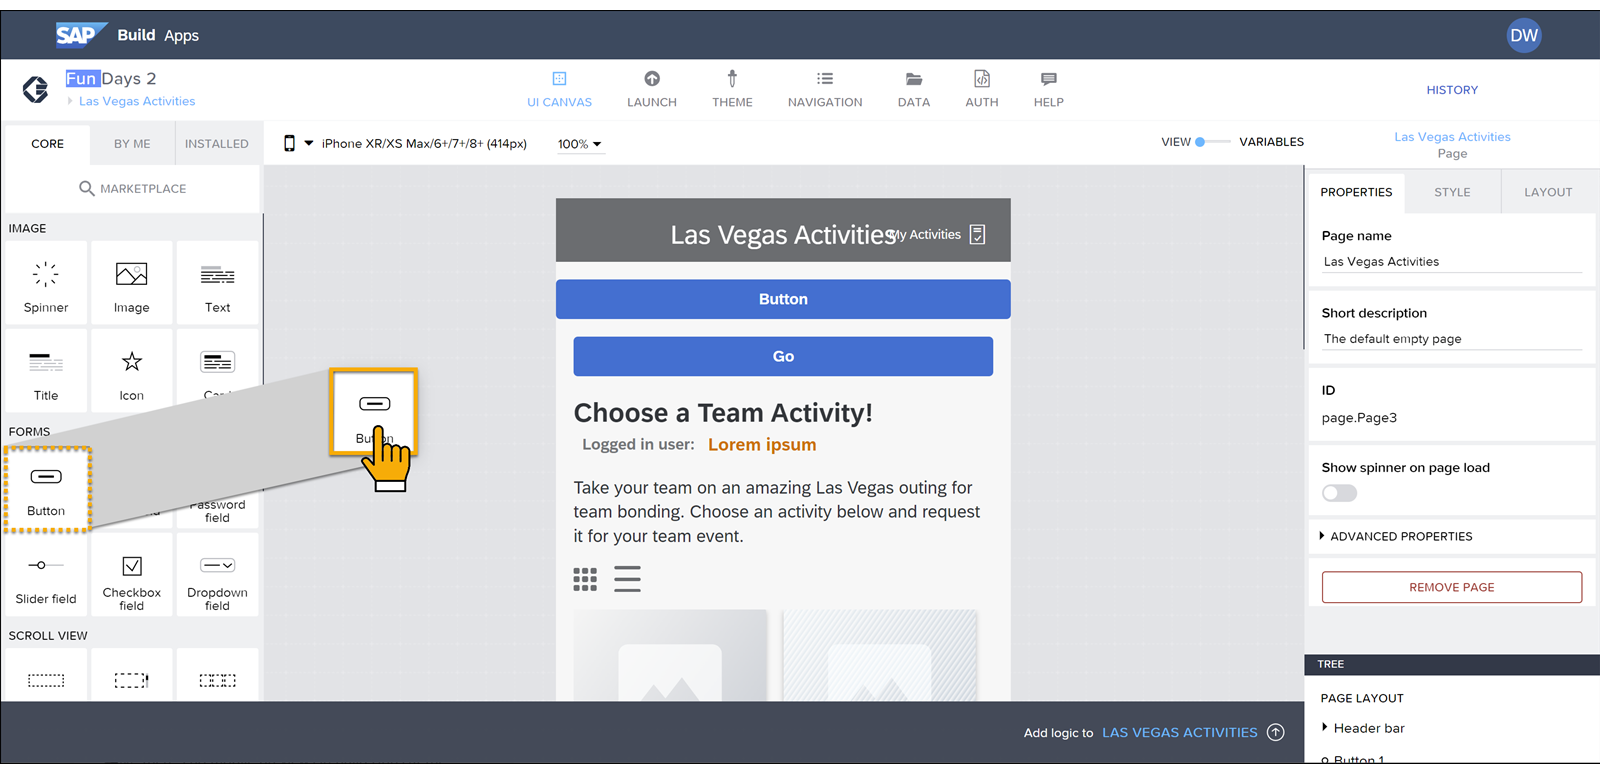 SAP Build Apps
DW
Fun Days 2
Las Vegas Activities
UI CANVAS
LAUNCH
THEME
NAVIGATION
DATA
AUTH
HELP
HISTORY
CORE
BY ME
INSTALLED
iPhone XR/XS Max/6+/7+/8+ (414px)
100%
VIEW
VARIABLES
Las Vegas Activities
Page
MARKETPLACE
PROPERTIES
STYLE
LAYOUT
IMAGE
Spinner
Image
Text
Title
Icon
FORMS
Button
Password
field
Slider field
Checkbox
field
Dropdown
field
SCROLL VIEW
Button
Las Vegas Activities
My Activities
Button
Go
Choose a Team Activity!
Logged in user: Lorem ipsum
Take your team on an amazing Las Vegas outing for
team bonding. Choose an activity below and request
it for your team event.
Page name
Las Vegas Activities
Short description
The default empty page
ID
page.Page3
Show spinner on page load
ADVANCED PROPERTIES
REMOVE PAGE
TREE
PAGE LAYOUT
Header bar
Button 1
Add logic to LAS VEGAS ACTIVITIES